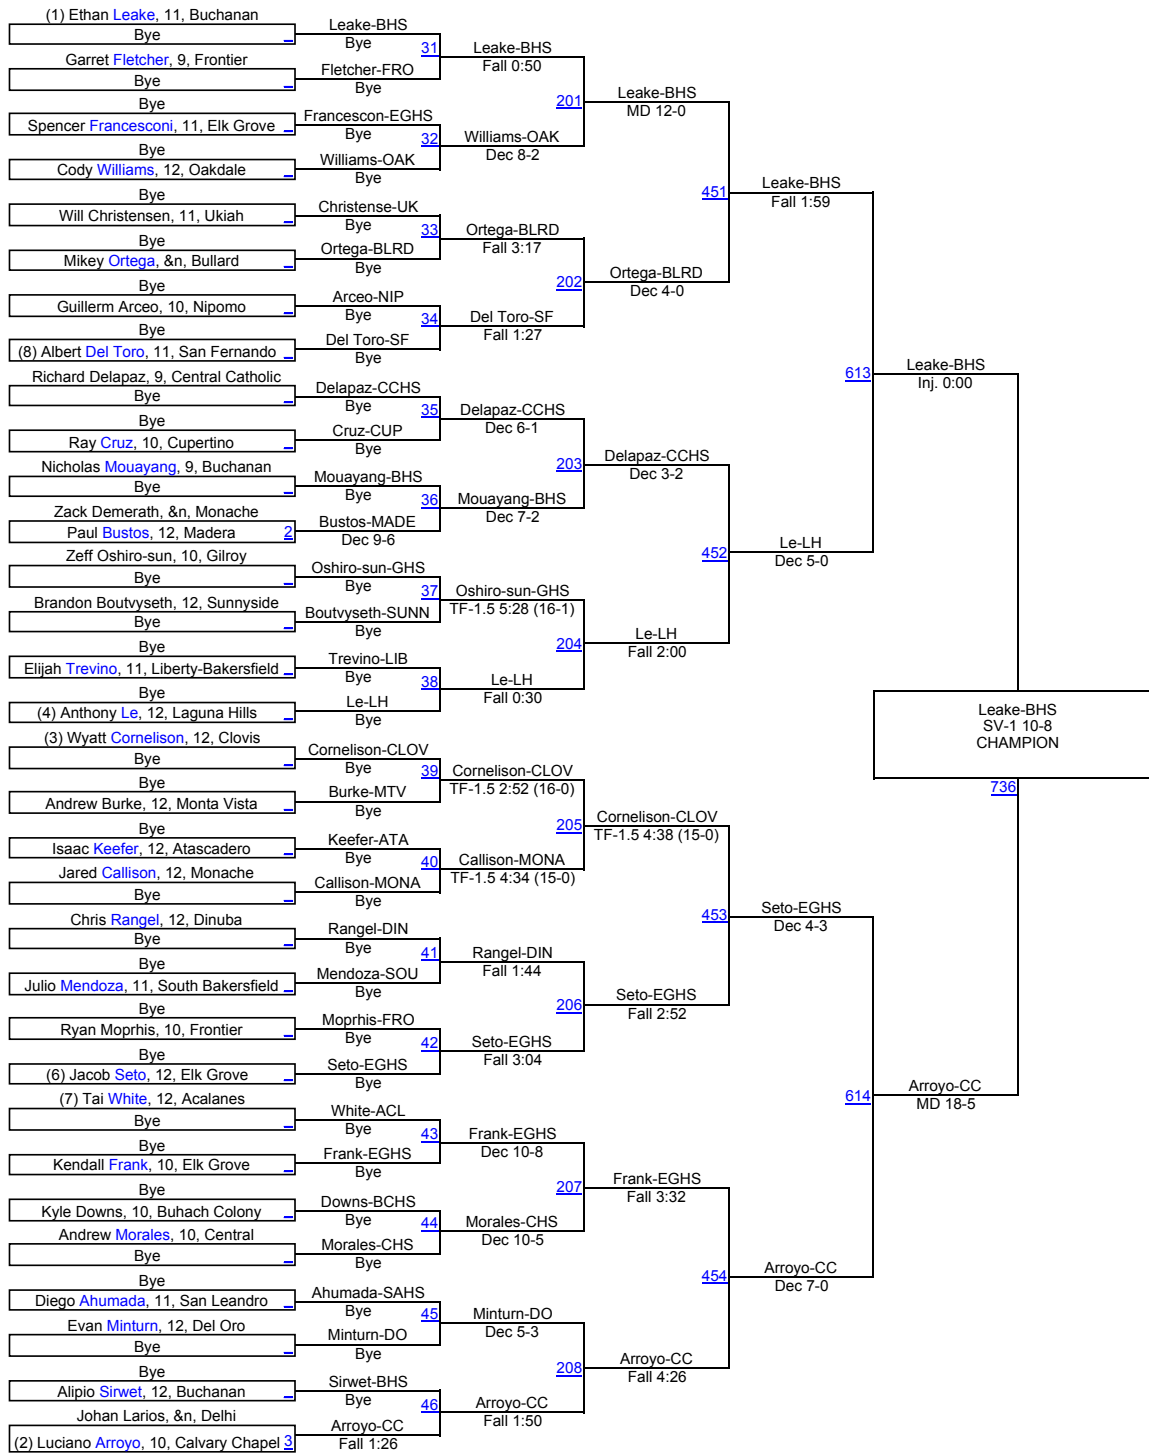 (1) Ethan Leake, 11, Buchanan
Bye
Garret Fletcher, 9, Frontier
Bye
Bye
Spencer Francesconi, 11, Elk Grove
Bye
Cody Williams, 12, Oakdale
Bye
Will Christensen, 11, Ukiah
Bye
Mikey Ortega, &n, Bullard
Bye
Guillerm Arceo, 10, Nipomo
Bye
(8) Albert Del Toro, 11, San Fernando
Richard Delapaz, 9, Central Catholic
Bye
Bye
Ray Cruz, 10, Cupertino
Nicholas Mouayang, 9, Buchanan
Bye
Zack Demerath, &n, Monache
Paul Bustos, 12, Madera 2
Zeff Oshiro-sun, 10, Gilroy
Bye
Brandon Boutvyseth, 12, Sunnyside
Bye
Bye
Elijah Trevino, 11, Liberty-Bakersfield
Bye
(4) Anthony Le, 12, Laguna Hills
(3) Wyatt Cornelison, 12, Clovis
Bye
Bye
Andrew Burke, 12, Monta Vista
Bye
Isaac Keefer, 12, Atascadero
Jared Callison, 12, Monache
Bye
Chris Rangel, 12, Dinuba
Bye
Bye
Julio Mendoza, 11, South Bakersfield
Bye
Ryan Moprhis, 10, Frontier
Bye
(6) Jacob Seto, 12, Elk Grove
(7) Tai White, 12, Acalanes
Bye
Bye
Kendall Frank, 10, Elk Grove
Bye
Kyle Downs, 10, Buhach Colony
Andrew Morales, 10, Central
Bye
Bye
Diego Ahumada, 11, San Leandro
Evan Minturn, 12, Del Oro
Bye
Bye
Alipio Sirwet, 12, Buchanan
Johan Larios, &n, Delhi
(2) Luciano Arroyo, 10, Calvary Chapel 3
Leake-BHS
Bye
31
Fletcher-FRO
Bye
Francescon-EGHS
Bye
32
Williams-OAK
Bye
Christense-UK
Bye
33
Ortega-BLRD
Bye
Arceo-NIP
Bye
34
Del Toro-SF
Bye
Delapaz-CCHS
Bye
35
Cruz-CUP
Bye
Mouayang-BHS
Bye
36
Bustos-MADE
Dec 9-6
Oshiro-sun-GHS
Bye
37
Boutvyseth-SUNN
Bye
Trevino-LIB
Bye
38
Le-LH
Bye
Cornelison-CLOV
Bye
39
Burke-MTV
Bye
Keefer-ATA
Bye
40
Callison-MONA
Bye
Rangel-DIN
Bye
41
Mendoza-SOU
Bye
Moprhis-FRO
Bye
42
Seto-EGHS
Bye
White-ACL
Bye
43
Frank-EGHS
Bye
Downs-BCHS
Bye
44
Morales-CHS
Bye
Ahumada-SAHS
Bye
45
Minturn-DO
Bye
Sirwet-BHS
Bye
46
Arroyo-CC
Fall 1:26
Leake-BHS
Fall 0:50
201
Williams-OAK
Dec 8-2
Ortega-BLRD
Fall 3:17
202
Del Toro-SF
Fall 1:27
Delapaz-CCHS
Dec 6-1
203
Mouayang-BHS
Dec 7-2
Oshiro-sun-GHS
TF-1.5 5:28 (16-1)
204
Le-LH
Fall 0:30
Cornelison-CLOV
TF-1.5 2:52 (16-0)
205
Callison-MONA
TF-1.5 4:34 (15-0)
Rangel-DIN
Fall 1:44
206
Seto-EGHS
Fall 3:04
Frank-EGHS
Dec 10-8
207
Morales-CHS
Dec 10-5
Minturn-DO
Dec 5-3
208
Arroyo-CC
Fall 1:50
Leake-BHS
MD 12-0
451
Ortega-BLRD
Dec 4-0
Delapaz-CCHS
Dec 3-2
452
Le-LH
Fall 2:00
Cornelison-CLOV
TF-1.5 4:38 (15-0)
453
Seto-EGHS
Fall 2:52
Frank-EGHS
Fall 3:32
454
Arroyo-CC
Fall 4:26
Leake-BHS
Fall 1:59
613
Le-LH
Dec 5-0
Seto-EGHS
Dec 4-3
614
Arroyo-CC
Dec 7-0
Leake-BHS
Inj. 0:00
Leake-BHS
SV-1 10-8
CHAMPION
736
Arroyo-CC
MD 18-5